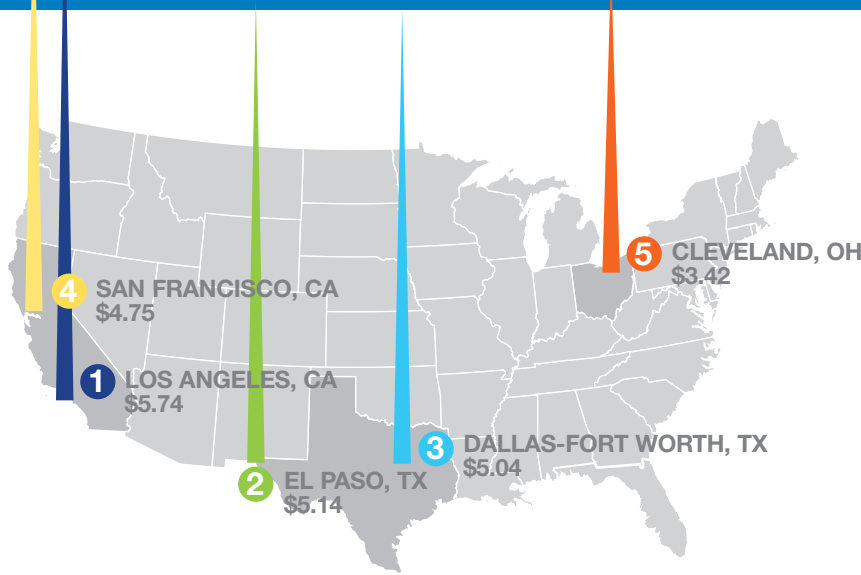 5
CLEVELAND, OH
$3.42
4
SAN FRANCISCO, CA
$4.75
1
LOS ANGELES, CA
$5.74
3
DALLAS-FORT WORTH, TX
$5.04
2
EL PASO, TX
$5.14